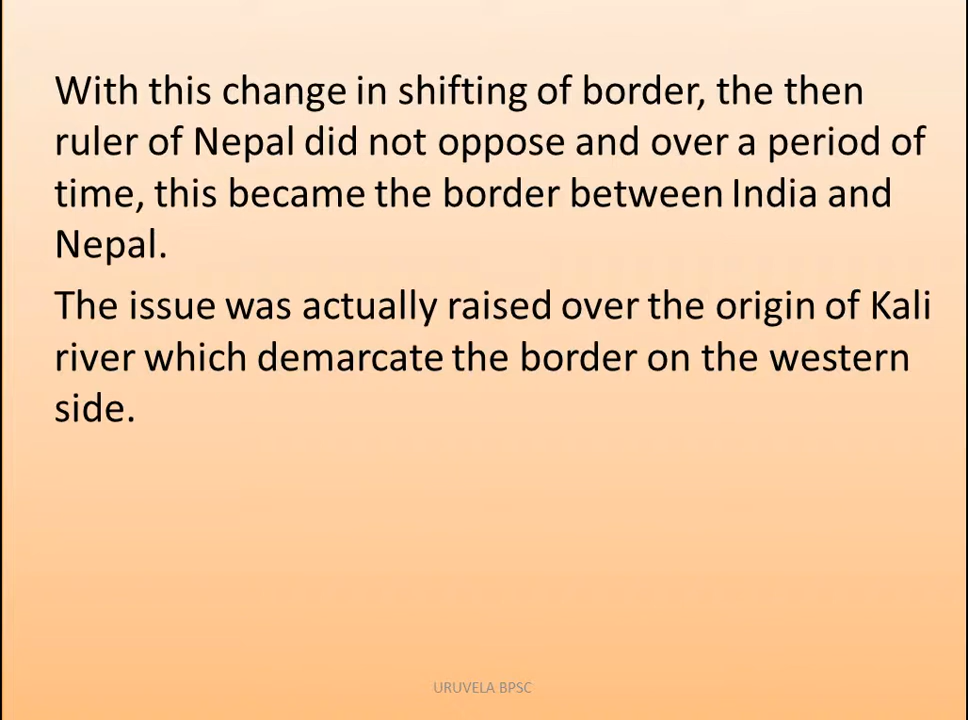 With this change in shifting of border, the then
ruler of Nepal did not oppose and over a period of
time, this became the border between India and
Nepal.
The issue was actually raised over the origin of Kali
river which demarcate the border on the western
side.
URUVELA BPSC